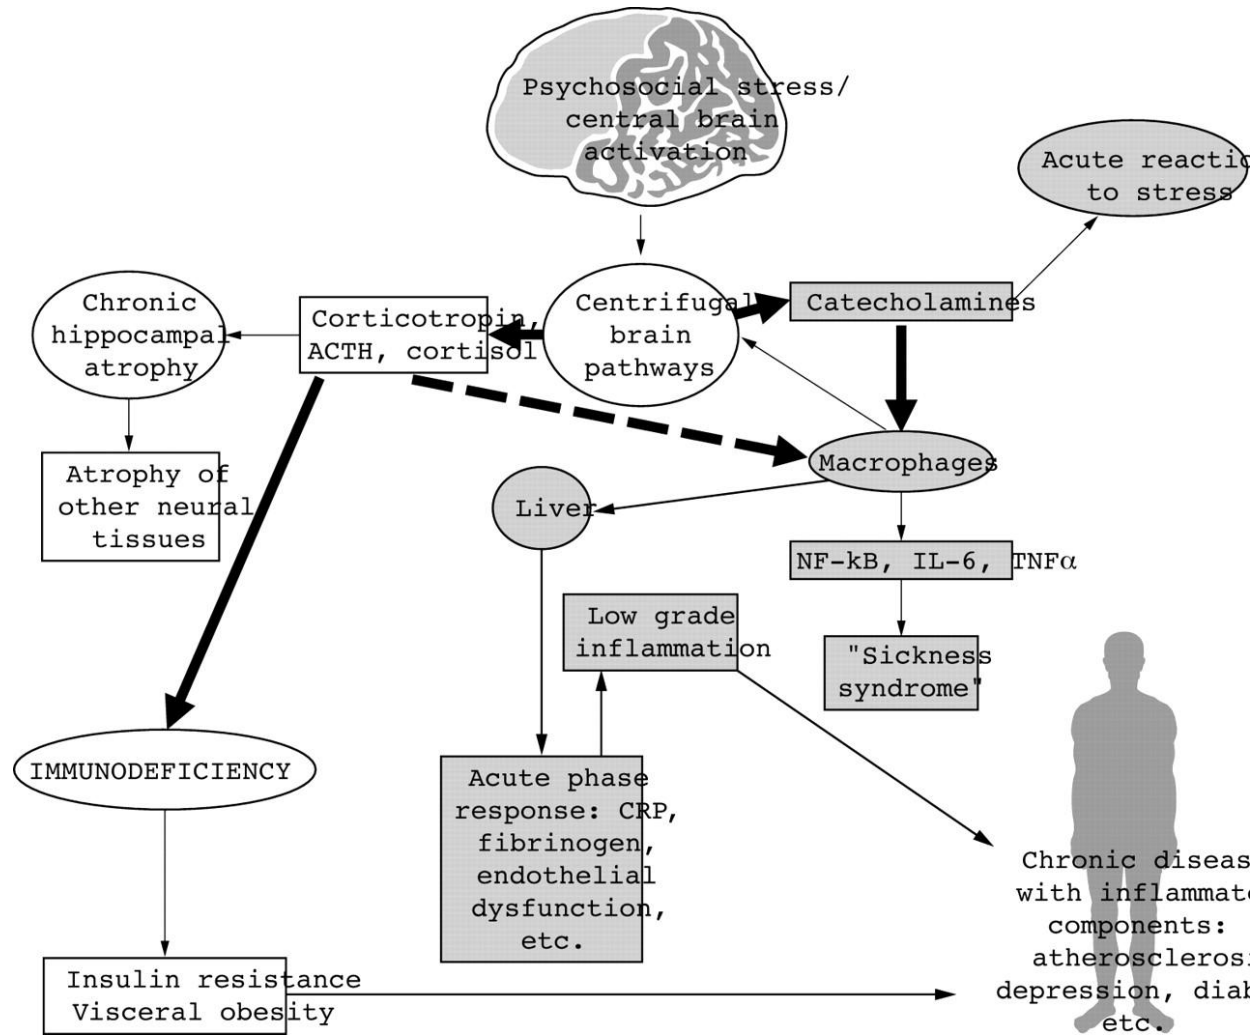 Psychosocial stress/
central brain
activation
Acute reactio
to stress
Chronic
hippocampal
atrophy
Corticotropin,
ACTH, cortisol
Centrifugal
brain
pathways
Catecholamines
Macrophages
Atrophy of
other neural
tissues
Liver
NF-kB, IL-6, TNFα
Low grade
inflammation
"Sickness
syndrome"
IMMUNODEFICIENCY
Acute phase
response: CRP,
fibrinogen,
endothelial
dysfunction,
etc.
Insulin resistance
Visceral obesity
Chronic diseas
with inflammato
components:
atherosclerosi
depression, diab
etc.